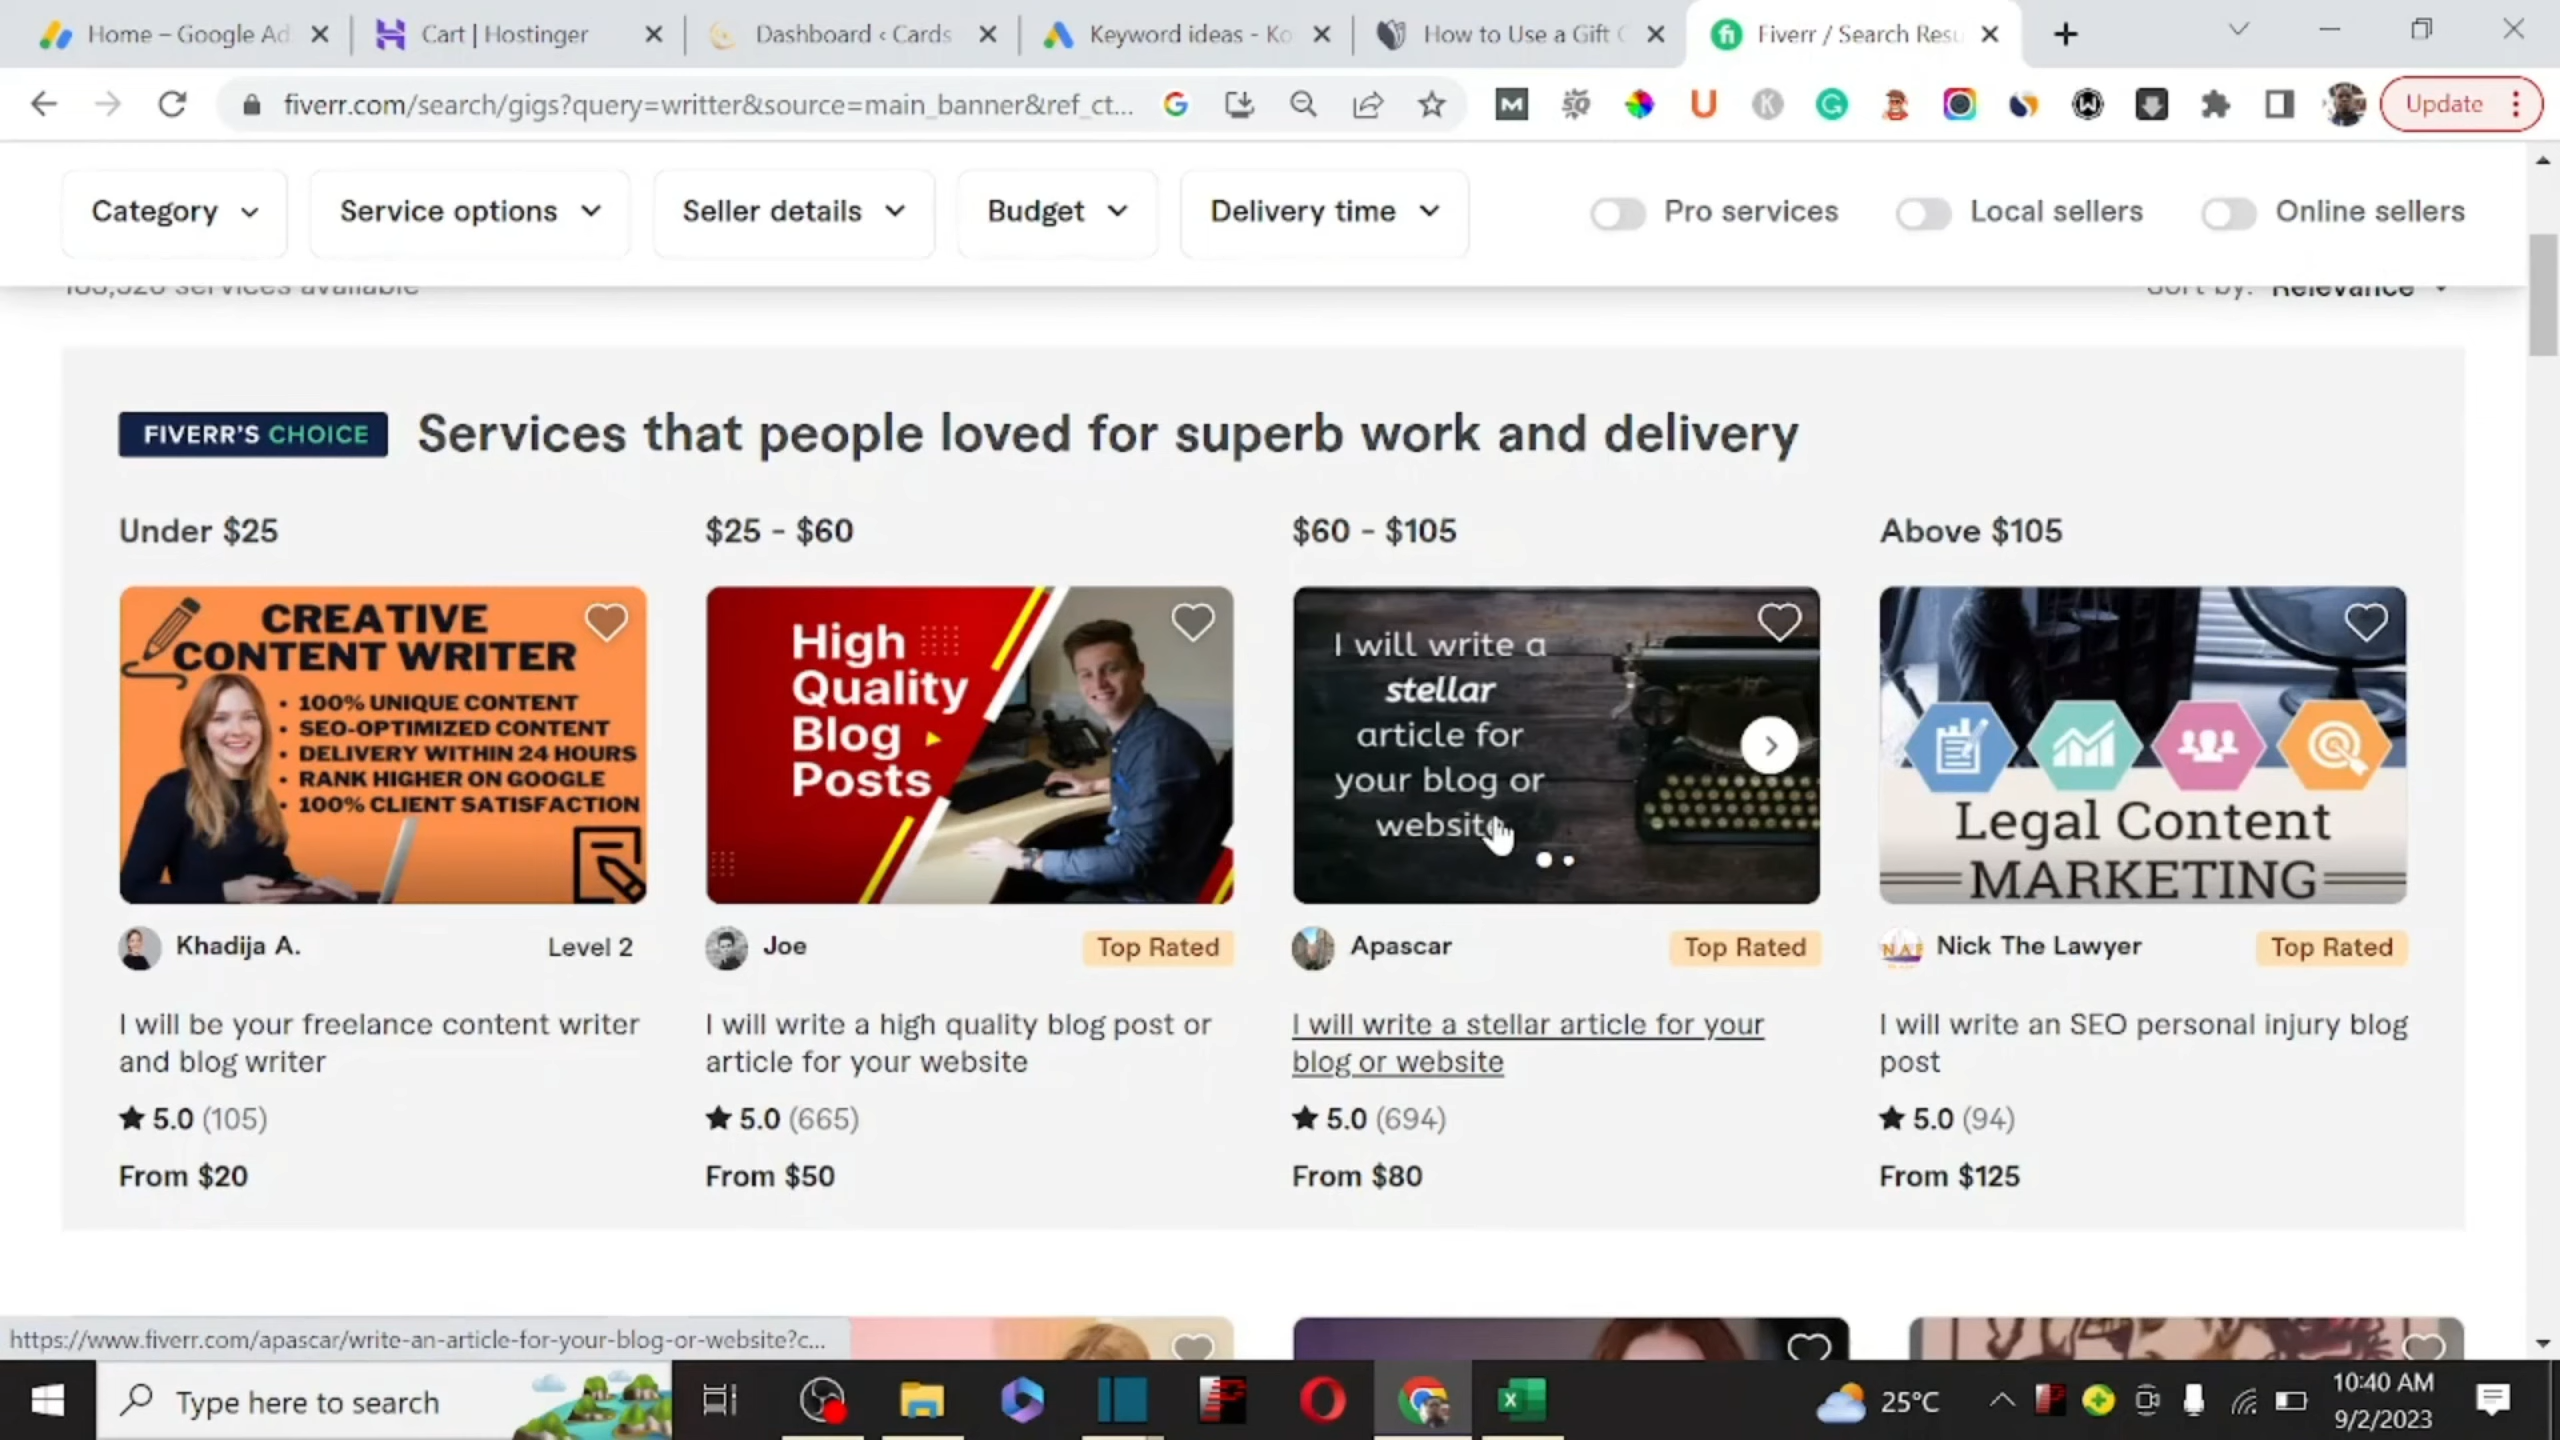 Home – Google Ad
Cart | Hostinger
Dashboard ‹ Cards
Keyword ideas - Ko
How to Use a Gift C
Fiverr / Search Resu
fiverr.com/search/gigs?query=writter&source=main_banner&ref_ct...
Update
Category
Service options
Seller details
Budget
Delivery time
Pro services
Local sellers
Online sellers
services available
Sort by: Relevance
FIVERR'S CHOICE
Services that people loved for superb work and delivery
Under $25
$25 - $60
$60 - $105
Above $105
CREATIVE
CONTENT WRITER
• 100% UNIQUE CONTENT
• SEO-OPTIMIZED CONTENT
• DELIVERY WITHIN 24 HOURS
• RANK HIGHER ON GOOGLE
• 100% CLIENT SATISFACTION
High
Quality
Blog
Posts
I will write a
stellar
article for
your blog or
website
Legal Content
MARKETING
Khadija A.
Level 2
Joe
Top Rated
Apascar
Top Rated
Nick The Lawyer
Top Rated
I will be your freelance content writer
and blog writer
I will write a high quality blog post or
article for your website
I will write a stellar article for your
blog or website
I will write an SEO personal injury blog
post
5.0 (105)
5.0 (665)
5.0 (694)
5.0 (94)
From $20
From $50
From $80
From $125
https://www.fiverr.com/apascar/write-an-article-for-your-blog-or-website?c...
Type here to search
25°C
10:40 AM
9/2/2023